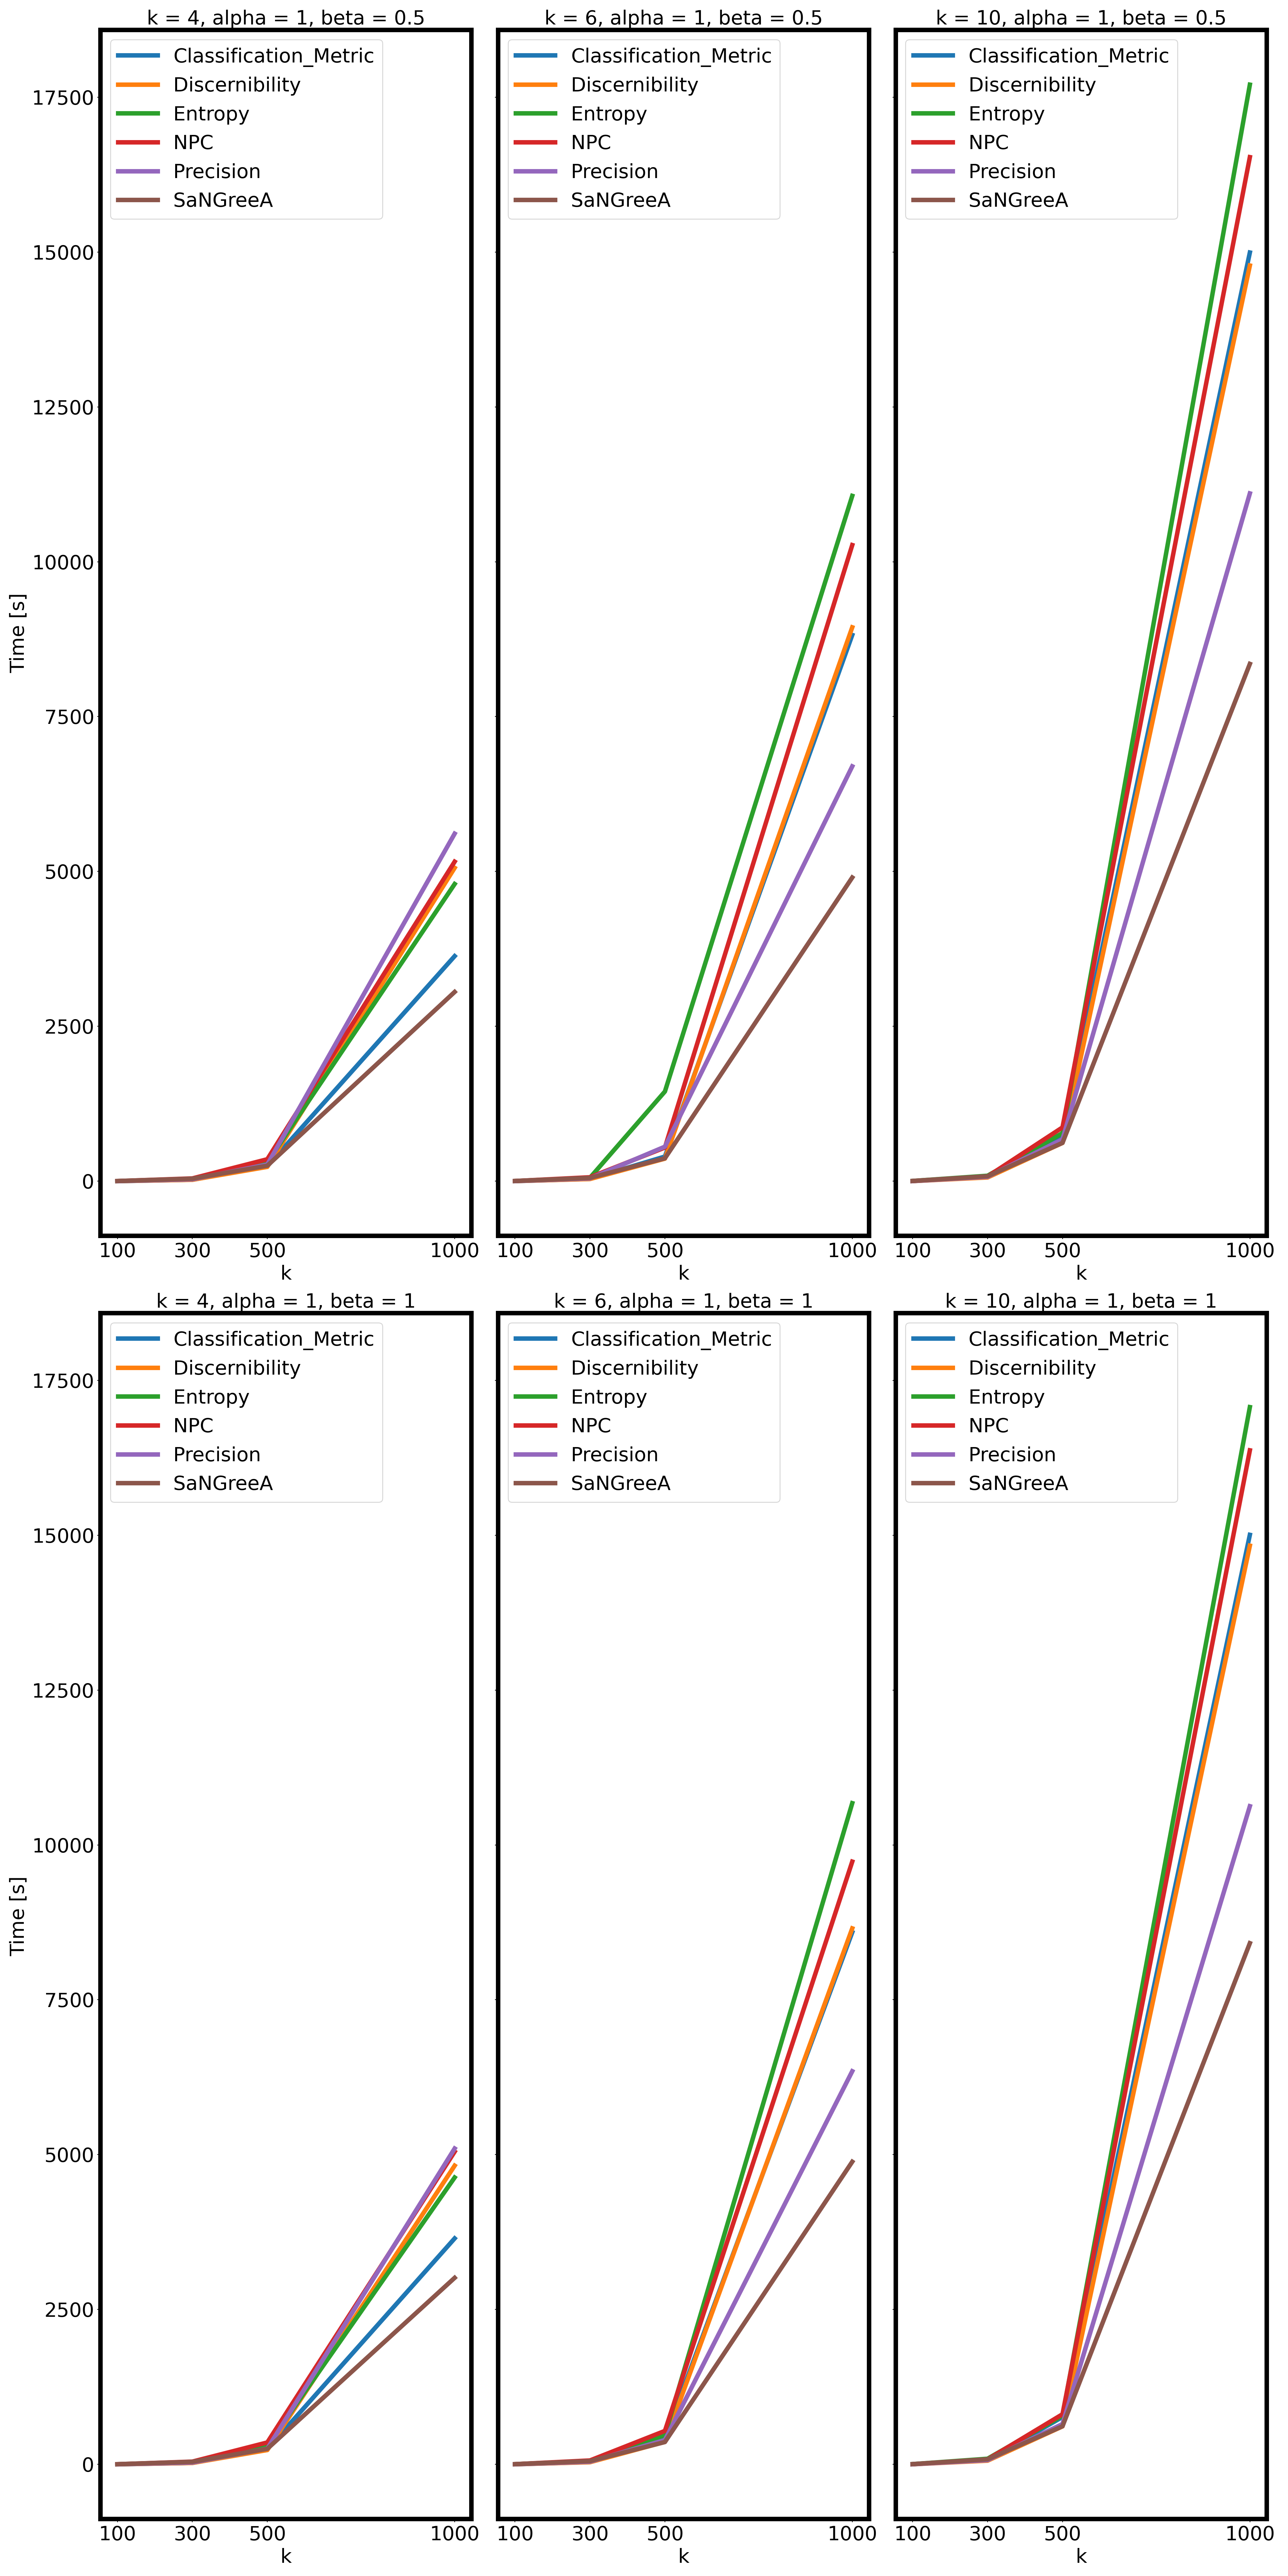 k = 4, alpha = 1, beta = 0.5
Classification_Metric
Discernibility
Entropy
NPC
Precision
SaNGreeA
17500
15000
12500
10000
7500
5000
2500
0
Time [s]
100 300 500 1000
k
k = 6, alpha = 1, beta = 0.5
Classification_Metric
Discernibility
Entropy
NPC
Precision
SaNGreeA
100 300 500 1000
k
k = 10, alpha = 1, beta = 0.5
Classification_Metric
Discernibility
Entropy
NPC
Precision
SaNGreeA
100 300 500 1000
k
k = 4, alpha = 1, beta = 1
Classification_Metric
Discernibility
Entropy
NPC
Precision
SaNGreeA
17500
15000
12500
10000
7500
5000
2500
0
Time [s]
100 300 500 1000
k
k = 6, alpha = 1, beta = 1
Classification_Metric
Discernibility
Entropy
NPC
Precision
SaNGreeA
100 300 500 1000
k
k = 10, alpha = 1, beta = 1
Classification_Metric
Discernibility
Entropy
NPC
Precision
SaNGreeA
100 300 500 1000
k